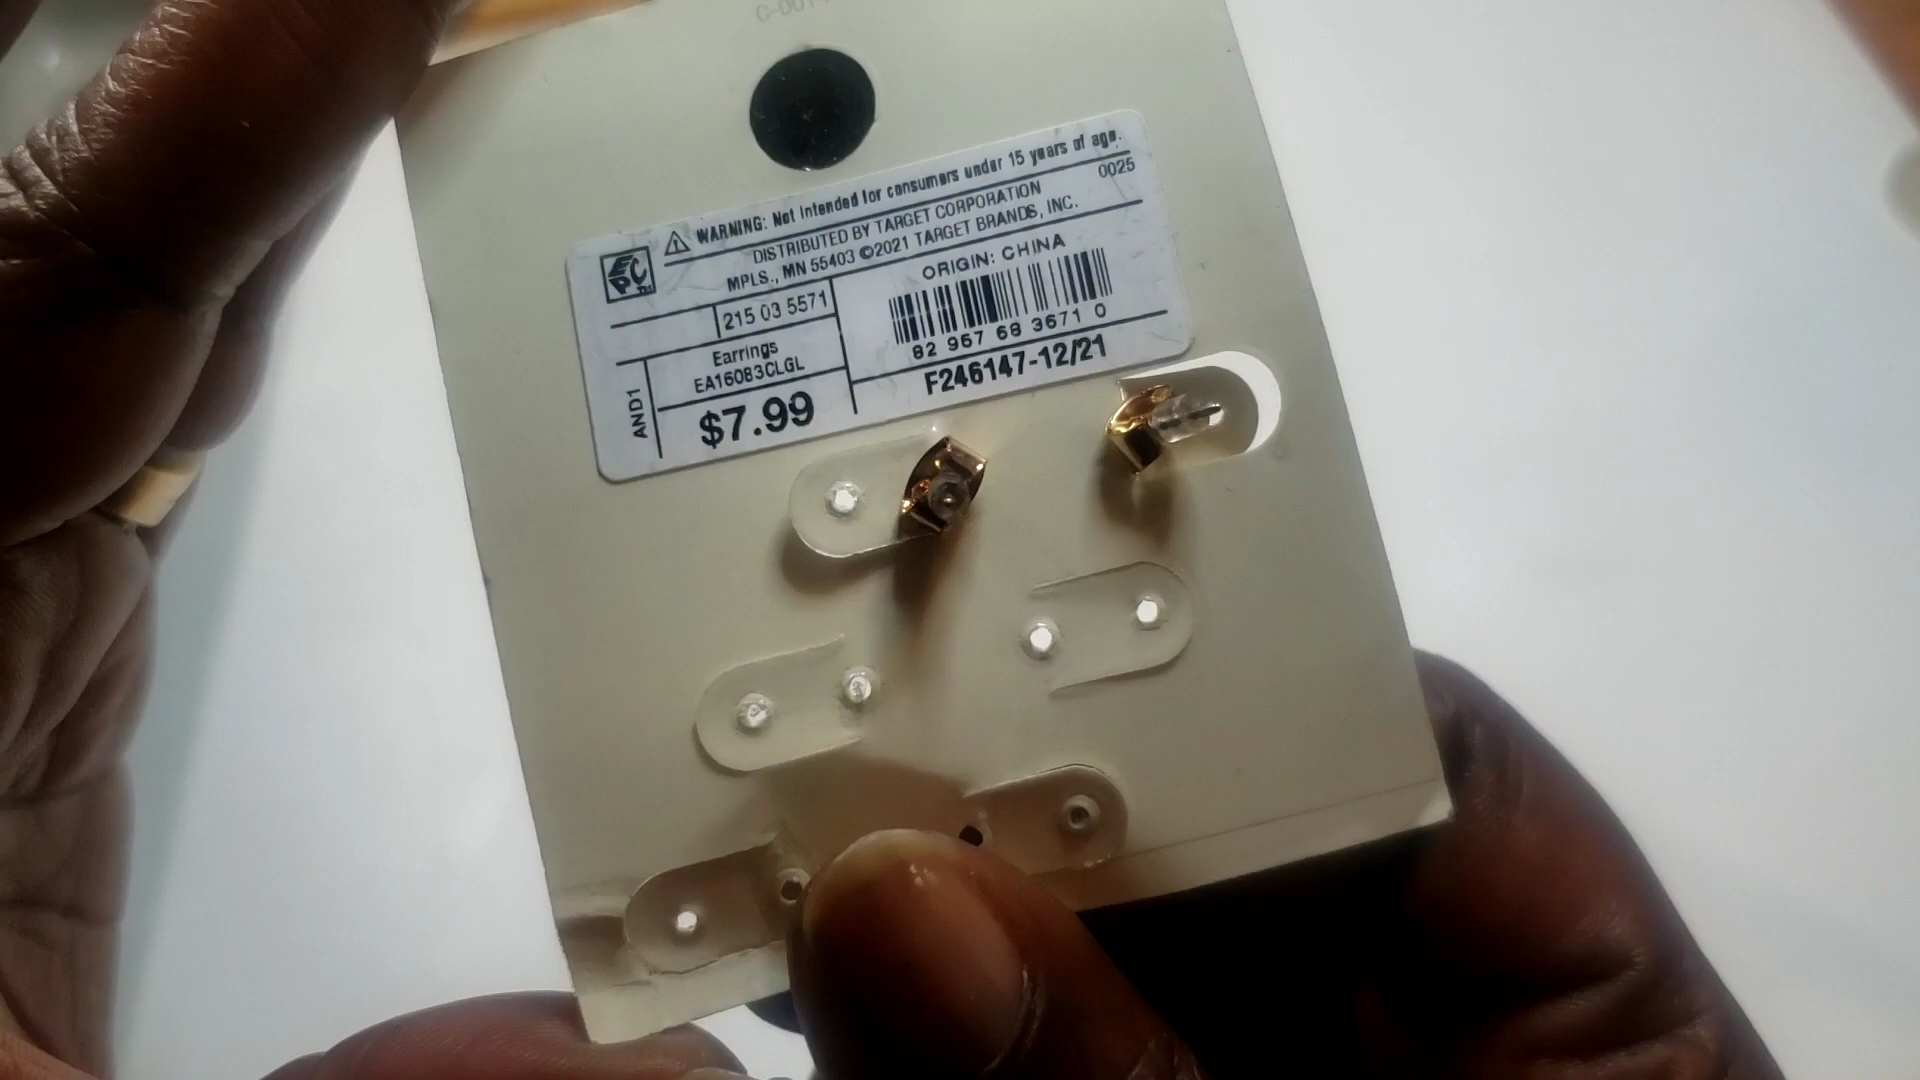 WARNING: Not intended for consumers under 15 years of age.
0025
DISTRIBUTED BY TARGET CORPORATION
MPLS., MN 55403 ©2021 TARGET BRANDS, INC.
EPC TM
215 03 5571
ORIGIN: CHINA
82 967 68 3671 0
Earrings
EA16083CLGL
AND1
$7.99
F246147-12/21